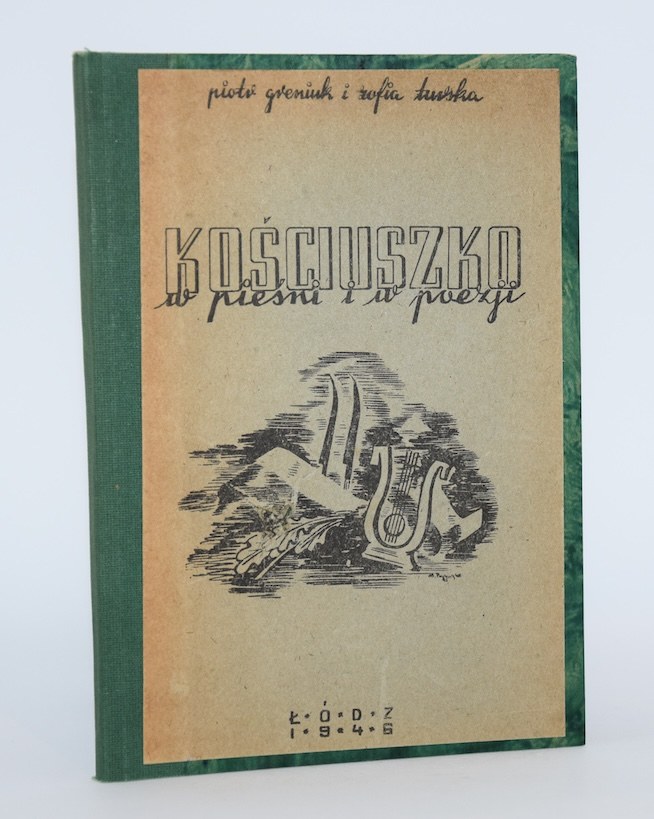 piotr greniuk i zofia turska
KOŚCIUSZKO
w pieśni i w poezji
Ł·Ó·D·Z
1·9·4·6